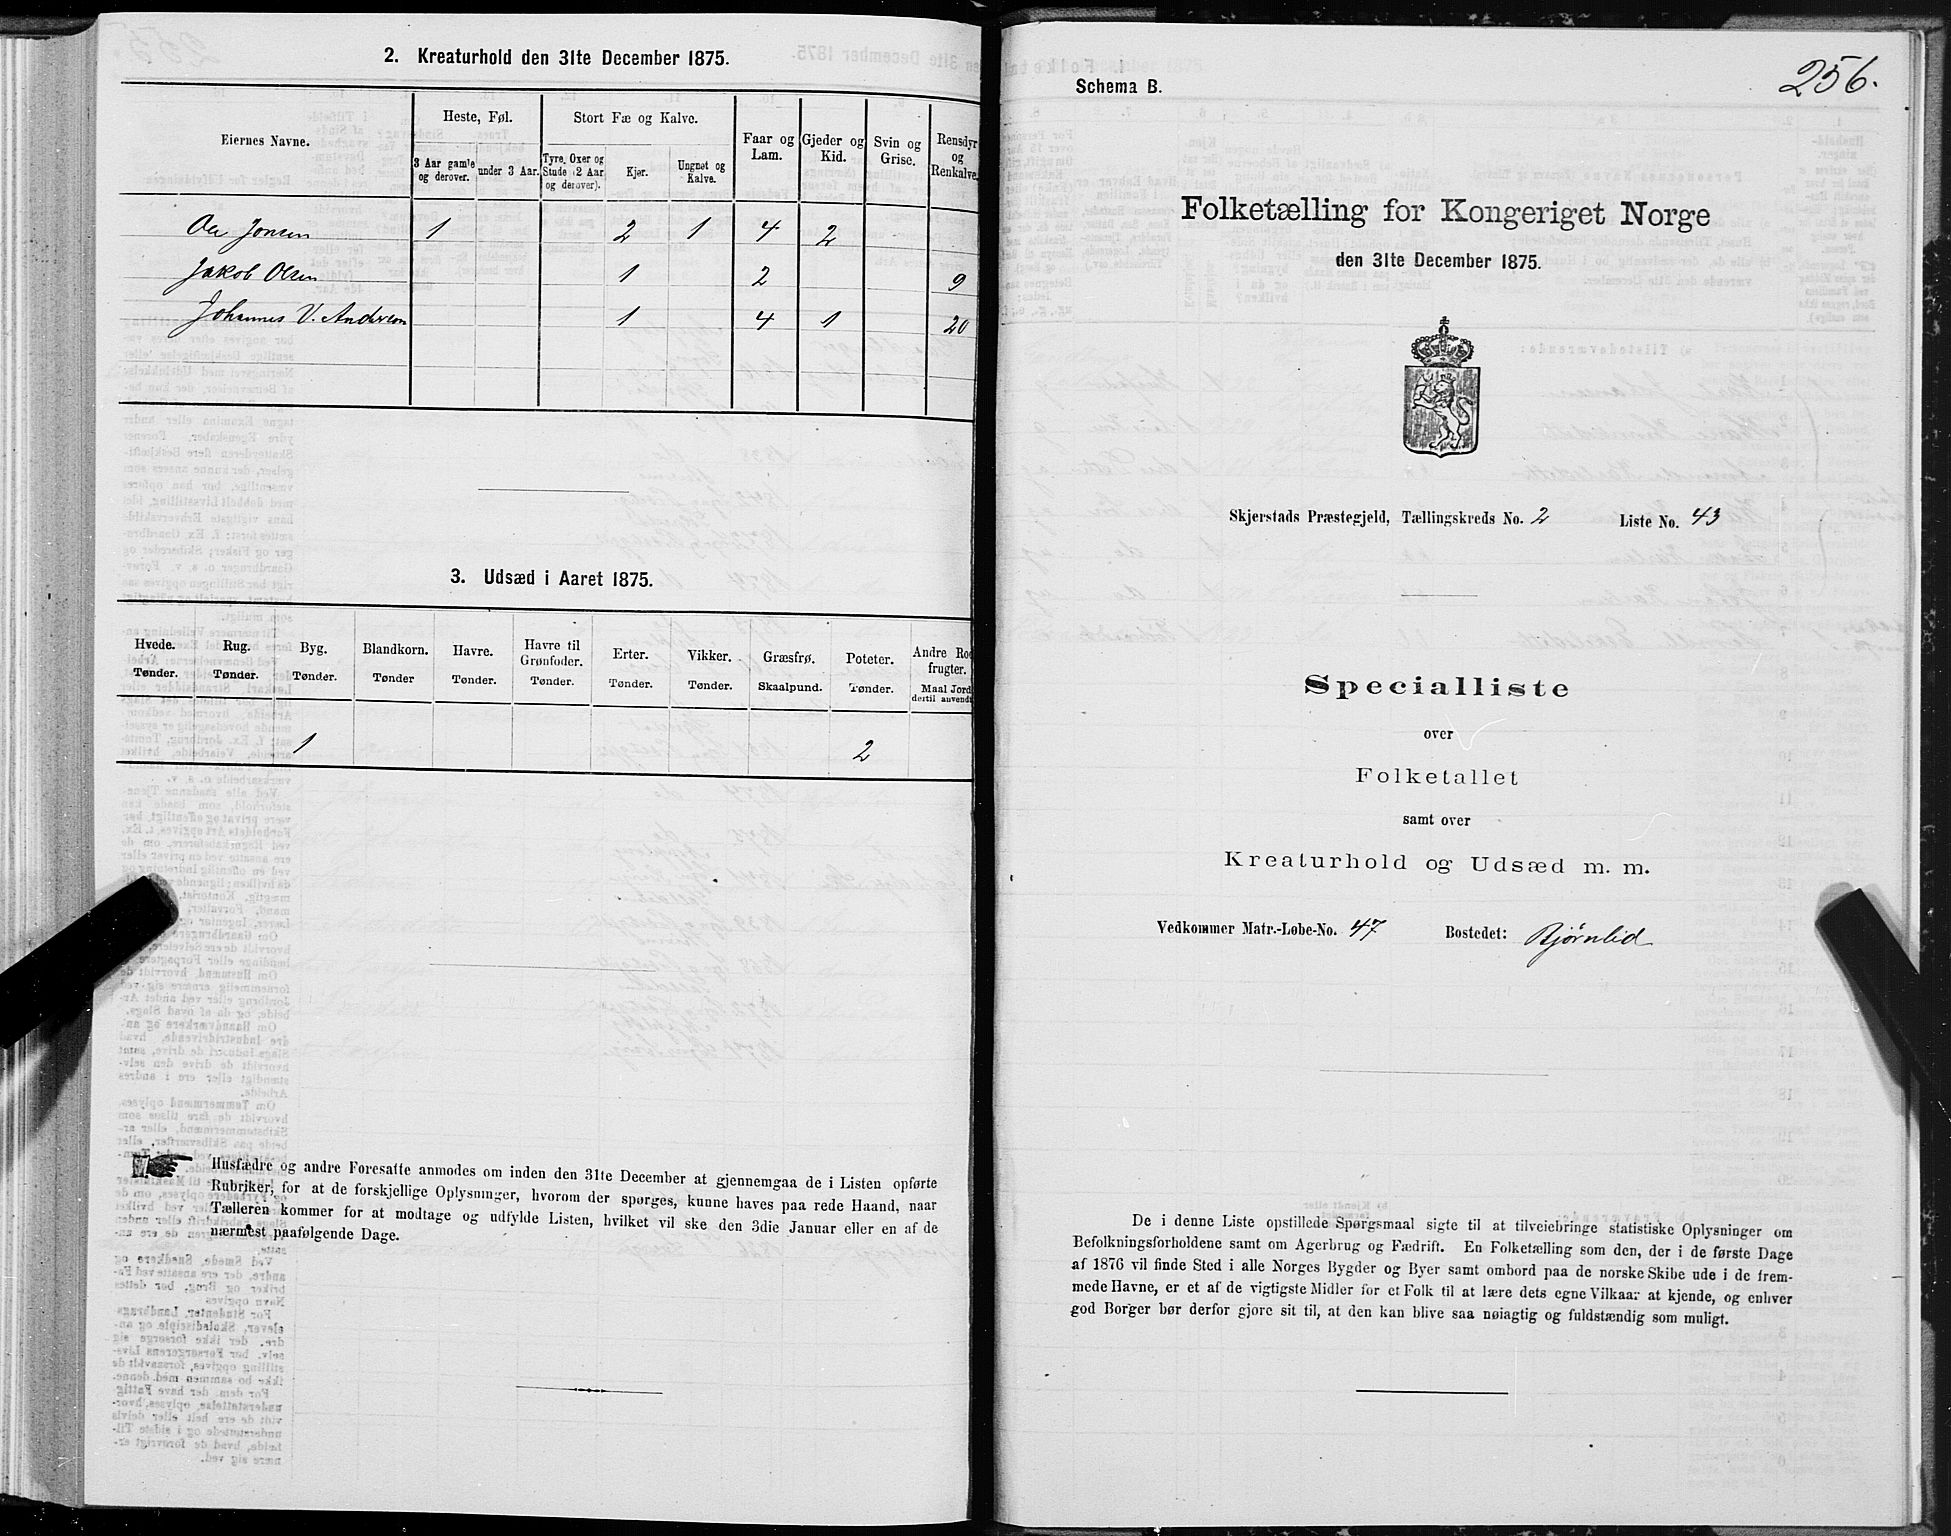 2. Kreaturhold den 31te December 1875.
Eiernes Navne.
Heste, Føl.
Stort Fæ og Kalve.
Faar og Lam.
Gjeder og Kid.
Svin og Grise.
Rensdyr og Renkalve.
3 Aar gamle og derover.
under 3 Aar.
Tyre, Oxer og Stude (2 Aar og derover).
Kjør.
Ungnøt og Kalve.
Ole Jonsen 1 2 1 4 2
Jakob Olsen 1 2 9
Johannes V. Andersen 1 4 1 20
3. Udsæd i Aaret 1875.
Hvede. Rug. Byg. Blandkorn. Havre. Havre til Grønfoder. Erter. Vikker. Græsfrø. Poteter. Andre Rodfrugter.
Tønder. Tønder. Tønder. Tønder Tønder. Tønder. Tønder. Tønder. Skaalpund. Tønder. Maal Jord dertil anvendt
1 2
Husfædre og andre Foresatte anmodes om inden den 31te December at gjennemgaa de i Listen opførte
Rubriker, for at de forskjellige Oplysninger, hvorom der spørges, kunne haves paa rede Haand, naar
Tælleren kommer for at modtage og udfylde Listen, hvilket vil ske den 3die Januar eller en af de
nærmest paafølgende Dage.
256.
Schema B.
Folketælling for Kongeriget Norge
den 31te December 1875.
Skjerstads Præstegjeld, Tællingskreds No. 2 Liste No. 43
Specialliste
over
Folketallet
samt over
Kreaturhold og Udsæd m. m.
Vedkommer Matr.-Løbe-No. 47 Bostedet: Bjørnlid
De i denne Liste opstillede Spørgsmaal sigte til at tilveiebringe statistiske Oplysninger om
Befolkningsforholdene samt om Agerbrug og Fædrift. En Folketælling som den, der i de første Dage
af 1876 vil finde Sted i alle Norges Bygder og Byer samt ombord paa de norske Skibe ude i de frem-
mede Havne, er et af de vigtigste Midler for et Folk til at lære dets egne Vilkaar at kjende, og enhver
god Borger bør derfor gjøre sit til, at den kan blive saa nøiagtig og fuldstændig som muligt.